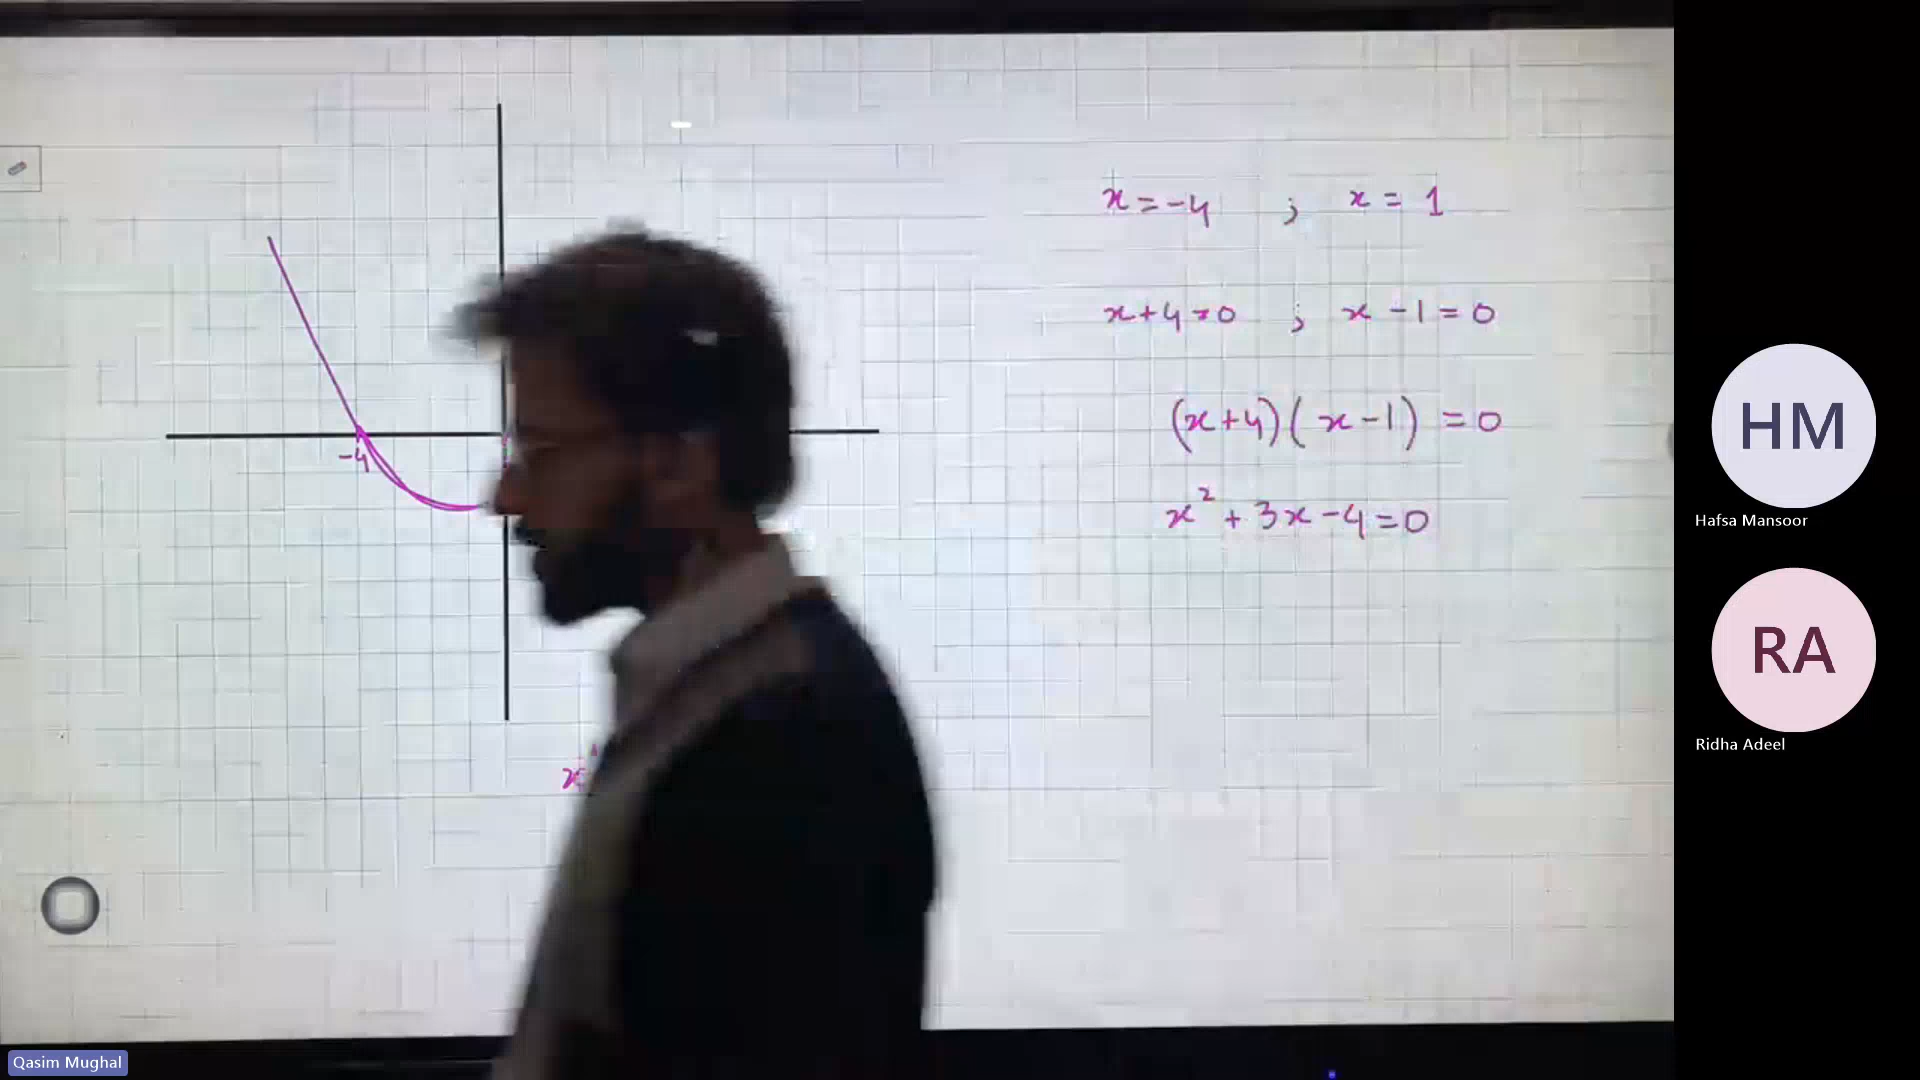 x = -4 ; x = 1
x + 4 = 0 ; x - 1 = 0
(x+4)(x-1) = 0
x² + 3x - 4 = 0
-4
x
HM
Hafsa Mansoor
RA
Ridha Adeel
Qasim Mughal